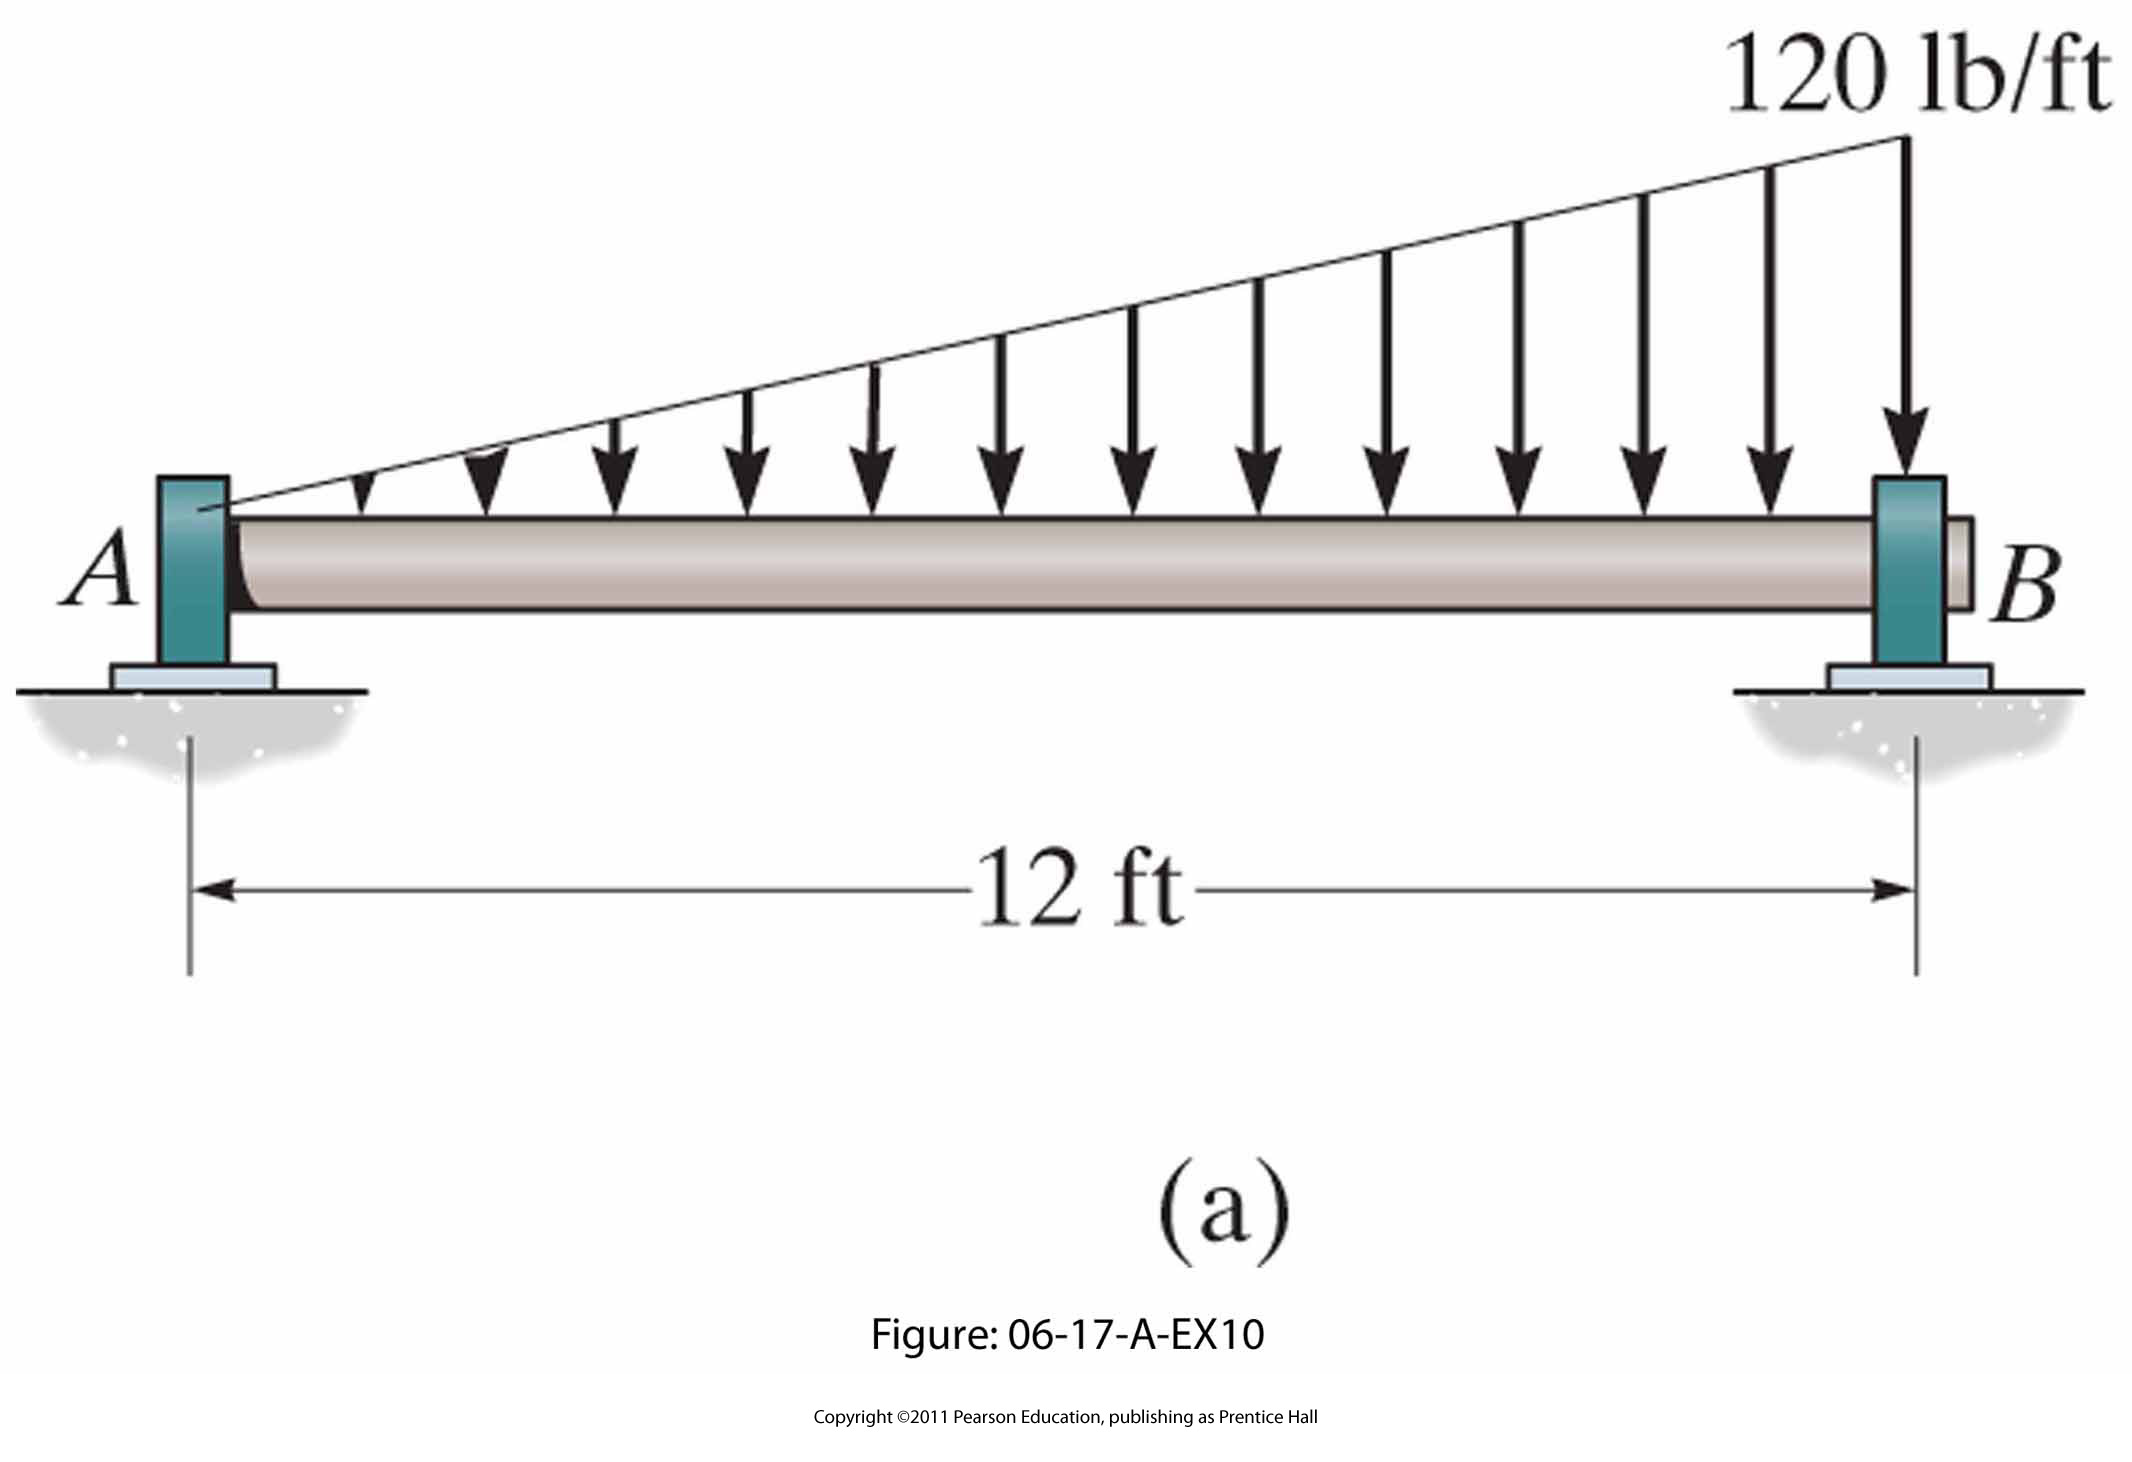 120 lb/ft
A
B
12 ft
(a)
Figure: 06-17-A-EX10
Copyright ©2011 Pearson Education, publishing as Prentice Hall